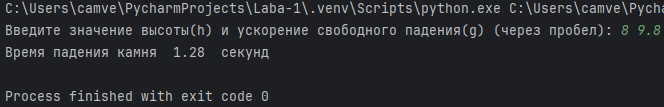 C:\Users\camve\PycharmProjects\Laba-1\.venv\Scripts\python.exe C:\Users\camve\Pycha
Введите значение высоты(h) и ускорение свободного падения(g) (через пробел): 8 9.8
Время падения камня  1.28  секунд
Process finished with exit code 0